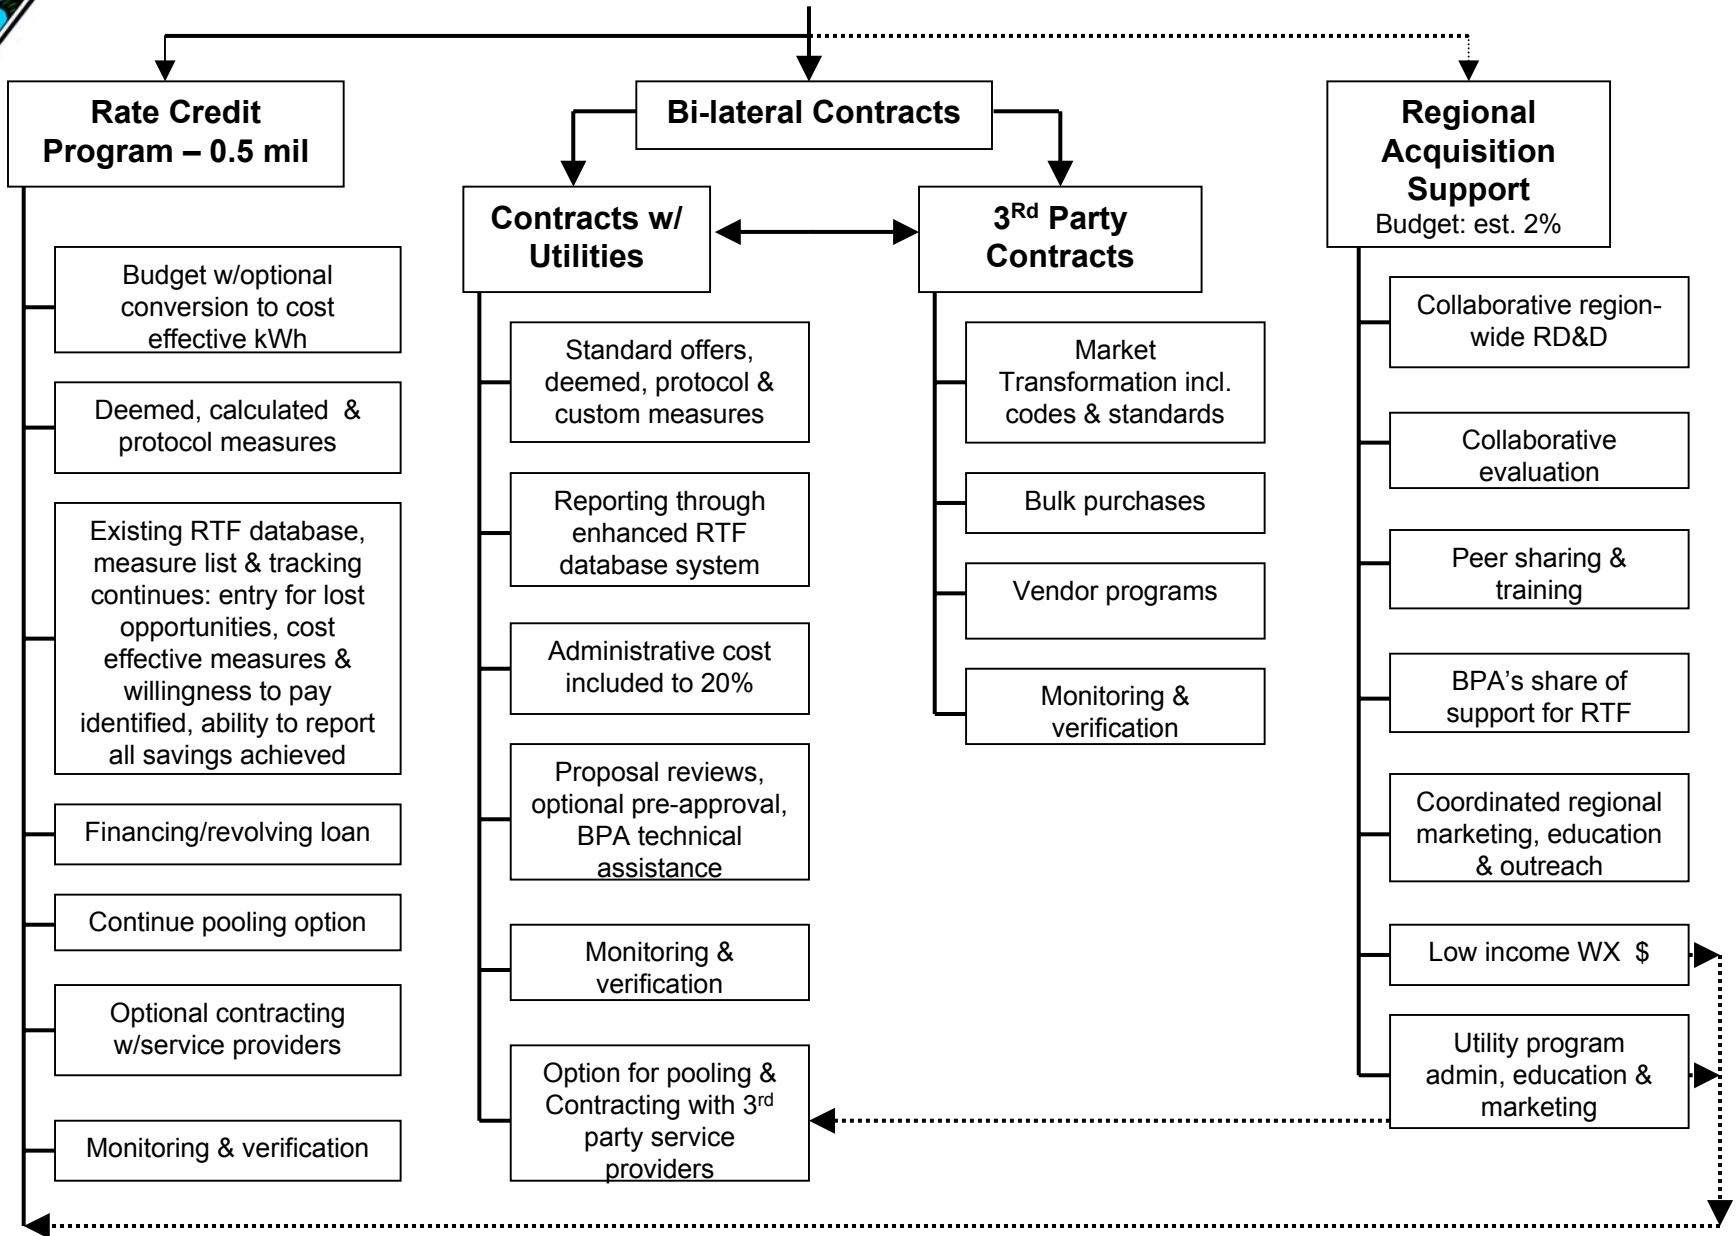 Rate Credit
Program – 0.5 mil
Budget w/optional
conversion to cost
effective kWh
Deemed, calculated  &
protocol measures
Existing RTF database,
measure list & tracking
continues: entry for lost
opportunities, cost
effective measures &
willingness to pay
identified, ability to report
all savings achieved
Financing/revolving loan
Continue pooling option
Optional contracting
w/service providers
Monitoring & verification
Bi-lateral Contracts
Contracts w/
Utilities
Standard offers,
deemed, protocol &
custom measures
Reporting through
enhanced RTF
database system
Administrative cost
included to 20%
Proposal reviews,
optional pre-approval,
BPA technical
assistance
Monitoring &
verification
Option for pooling &
Contracting with 3rd
party service
providers
3Rd Party
Contracts
Market
Transformation incl.
codes & standards
Bulk purchases
Vendor programs
Monitoring &
verification
Regional
Acquisition
Support
Budget: est. 2%
Collaborative region-
wide RD&D
Collaborative
evaluation
Peer sharing &
training
BPA's share of
support for RTF
Coordinated regional
marketing, education
& outreach
Low income WX  $
Utility program
admin, education &
marketing